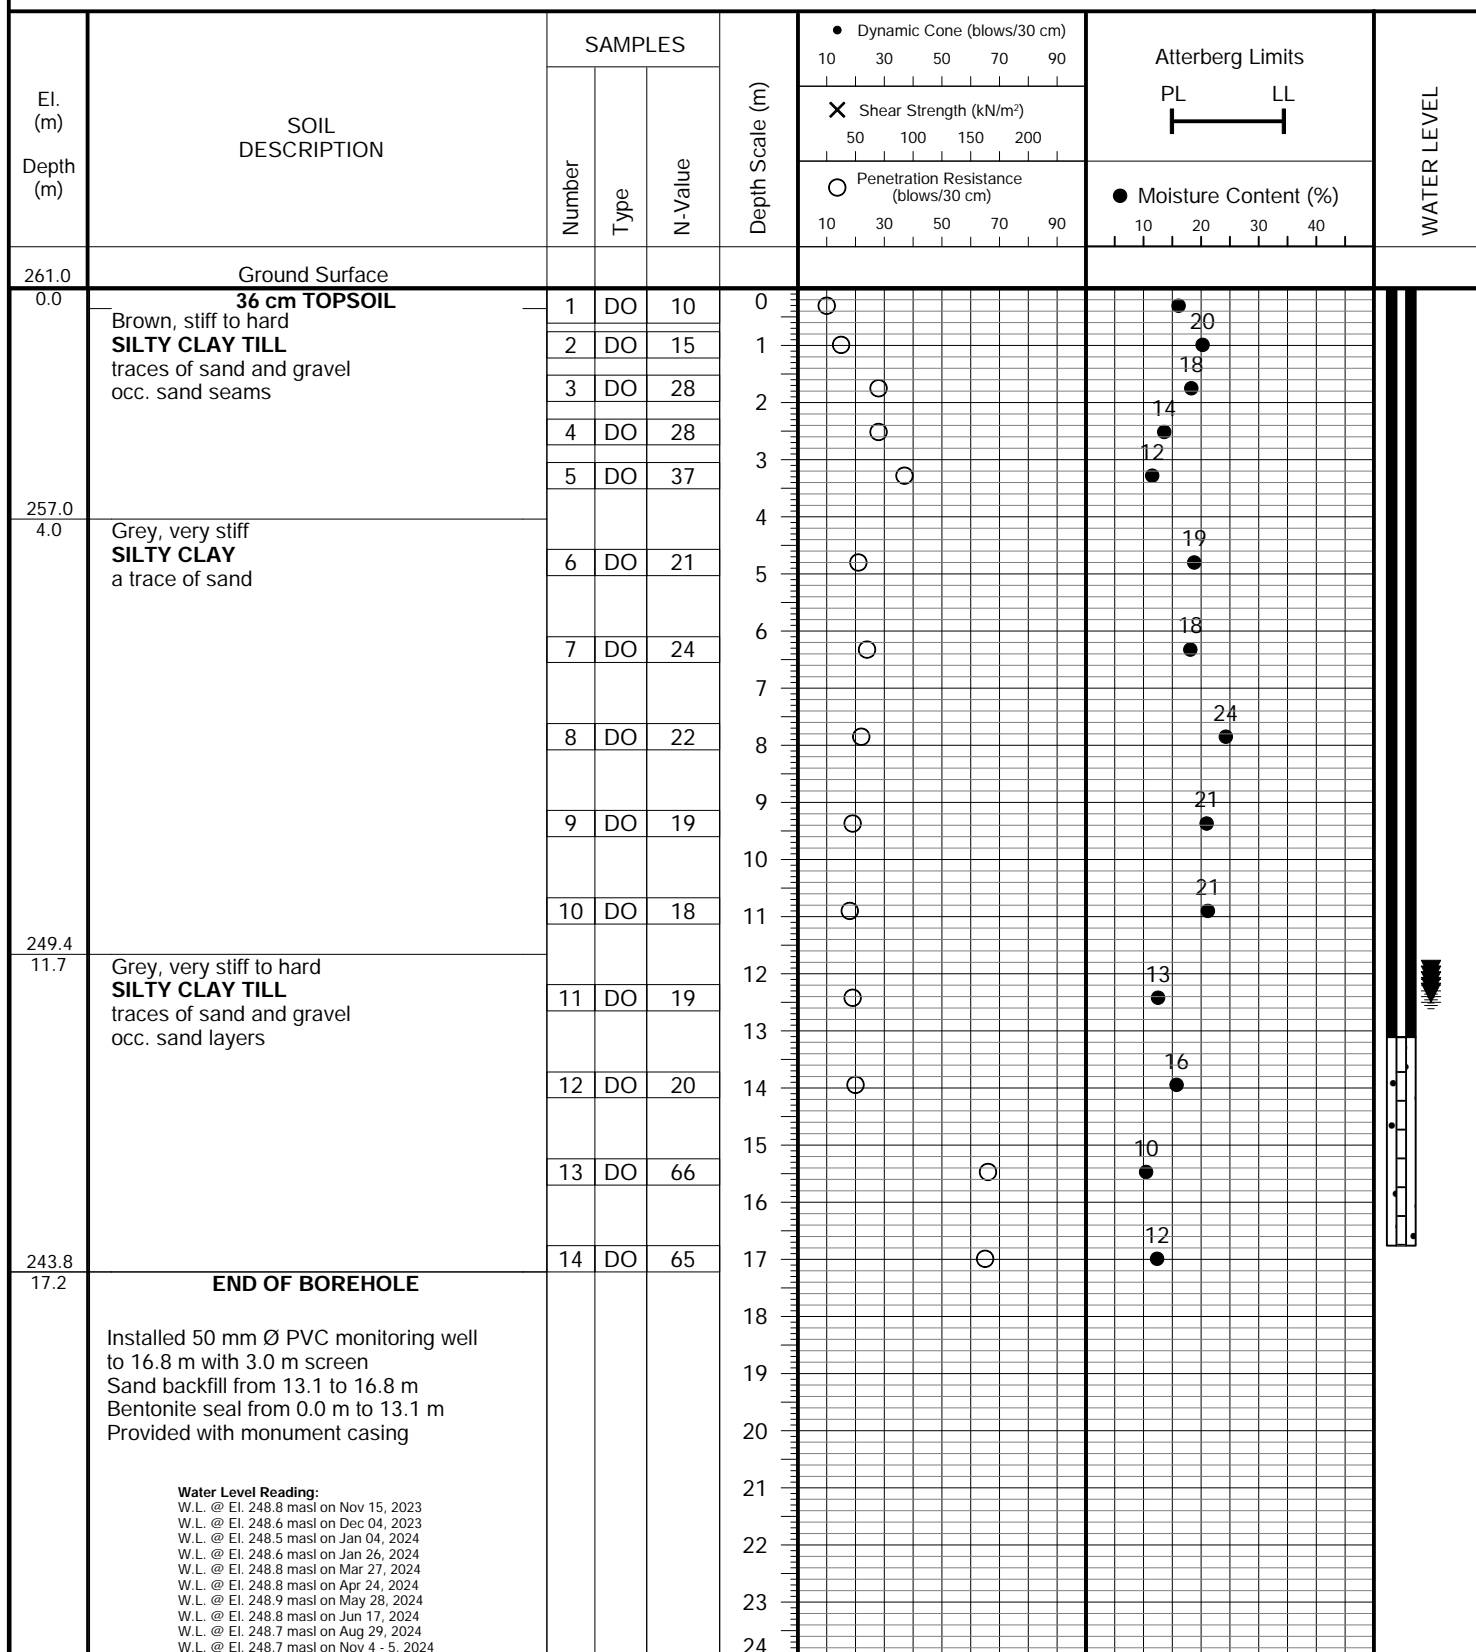 El.
(m)
Depth
(m)
SOIL
DESCRIPTION
SAMPLES
Number
Type
N-Value
Depth Scale (m)
Dynamic Cone (blows/30 cm)
10 30 50 70 90
Shear Strength (kN/m²)
50 100 150 200
Penetration Resistance
(blows/30 cm)
10 30 50 70 90
Atterberg Limits
PL LL
Moisture Content (%)
10 20 30 40
WATER LEVEL
261.0 Ground Surface
0.0 36 cm TOPSOIL
Brown, stiff to hard
SILTY CLAY TILL
traces of sand and gravel
occ. sand seams
257.0
4.0 Grey, very stiff
SILTY CLAY
a trace of sand
249.4
11.7 Grey, very stiff to hard
SILTY CLAY TILL
traces of sand and gravel
occ. sand layers
243.8
17.2 END OF BOREHOLE
Installed 50 mm Ø PVC monitoring well
to 16.8 m with 3.0 m screen
Sand backfill from 13.1 to 16.8 m
Bentonite seal from 0.0 m to 13.1 m
Provided with monument casing
Water Level Reading:
W.L. @ El. 248.8 masl on Nov 15, 2023
W.L. @ El. 248.6 masl on Dec 04, 2023
W.L. @ El. 248.5 masl on Jan 04, 2024
W.L. @ El. 248.6 masl on Jan 26, 2024
W.L. @ El. 248.8 masl on Mar 27, 2024
W.L. @ El. 248.8 masl on Apr 24, 2024
W.L. @ El. 248.9 masl on May 28, 2024
W.L. @ El. 248.8 masl on Jun 17, 2024
W.L. @ El. 248.7 masl on Aug 29, 2024
W.L. @ El. 248.7 masl on Nov 4 - 5, 2024
1 DO 10
2 DO 15
3 DO 28
4 DO 28
5 DO 37
6 DO 21
7 DO 24
8 DO 22
9 DO 19
10 DO 18
11 DO 19
12 DO 20
13 DO 66
14 DO 65
0
1
2
3
4
5
6
7
8
9
10
11
12
13
14
15
16
17
18
19
20
21
22
23
24
20
18
14
12
19
18
24
21
21
13
16
10
12